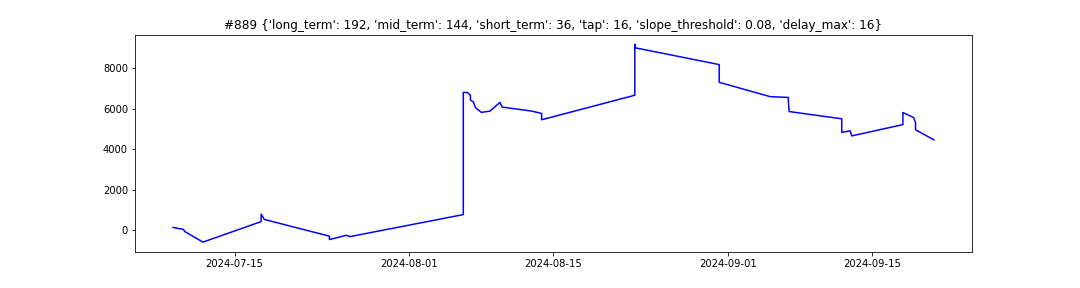 #889 {'long_term': 192, 'mid_term': 144, 'short_term': 36, 'tap': 16, 'slope_threshold': 0.08, 'delay_max': 16}
8000
6000
4000
2000
0
2024-07-15 2024-08-01 2024-08-15 2024-09-01 2024-09-15